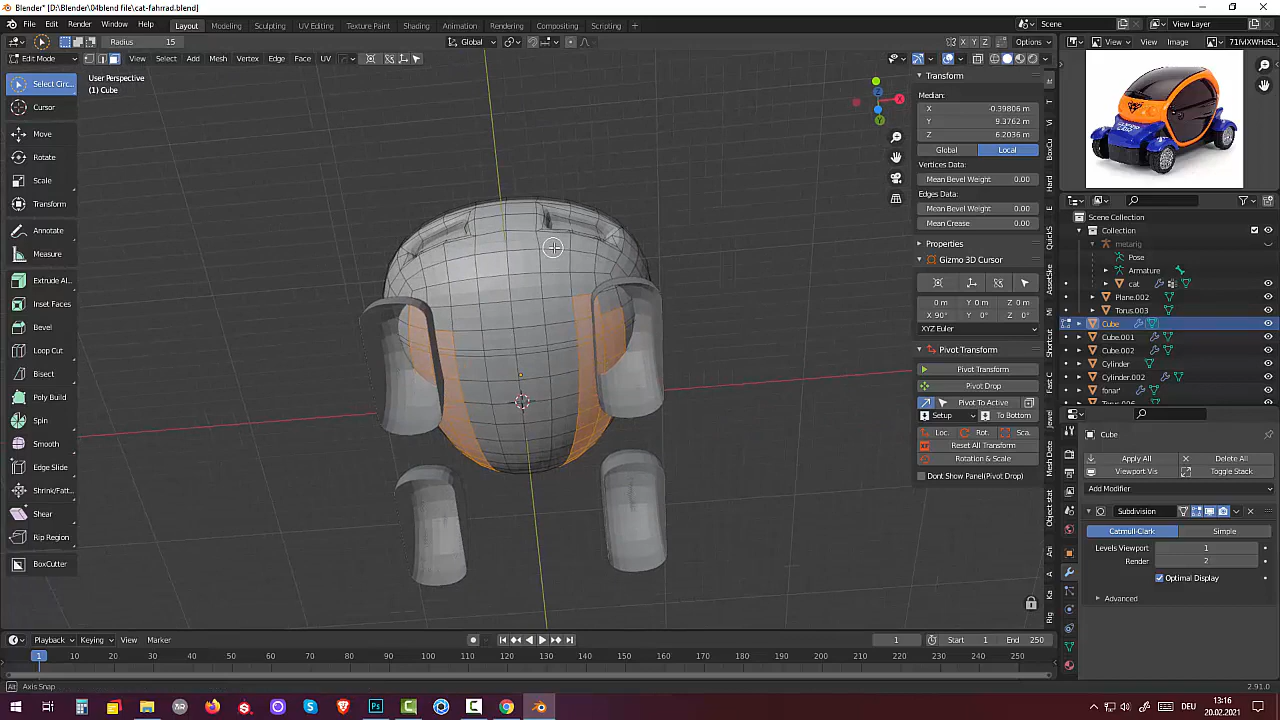 Blender* [D:\Blender\04blend file\cat-fahrrad.blend]
File Edit Render Window Help Layout Modeling Sculpting UV Editing Texture Paint Shading Animation Rendering Compositing Scripting Scene View Layer
Radius 15 Global X Y Z Options
Edit Mode View Select Add Mesh Vertex Edge Face UV
View Image
User Perspective
(1) Cube
Select Circ...
Cursor
Move
Rotate
Scale
Transform
Annotate
Measure
Extrude Al...
Inset Faces
Bevel
Loop Cut
Bisect
Poly Build
Spin
Smooth
Edge Slide
Shrink/Fatt...
Shear
Rip Region
BoxCutter
Transform
Median:
X -0.39806 m
Y 9.3762 m
Z 6.2036 m
Global Local
Vertices Data:
Mean Bevel Weight 0.00
Edges Data:
Mean Bevel Weight 0.00
Mean Crease 0.00
Properties
Gizmo 3D Cursor
0 m Y 0 m Z 0 m
X 90° Y 0° Z 0°
XYZ Euler
Pivot Transform
Pivot Transform
Pivot Drop
Pivot To Active
Setup To Bottom
Loc. Rot. Sca.
Reset All Transform
Rotation & Scale
Dont Show Panel(Pivot Drop)
Scene Collection
Collection
metarig
Pose
Armature
cat
Plane.002
Torus.003
Cube
Cube.001
Cube.002
Cylinder
Cylinder.002
fonar'
Cube
Apply All Delete All
Viewport Vis Toggle Stack
Add Modifier
Subdivision
Catmull-Clark Simple
Levels Viewport 1
Render 2
Optimal Display
Advanced
Playback Keying View Marker 1 Start 1 End 250
1 10 20 30 40 50 60 70 80 90 100 110 120 130 140 150 160 170 180 190 200 210 220 230 240 250
Axis Snap 2.91.0
DEU 13:16
20.02.2021